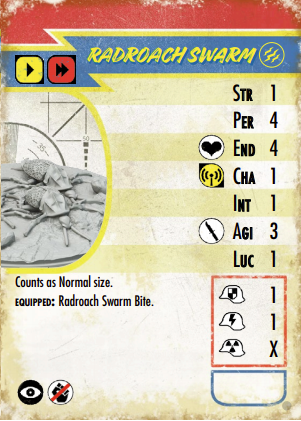 RADROACH SWARM
STR 1
PER 4
END 4
CHA 1
INT 1
AGI 3
LUC 1
Counts as Normal size.
EQUIPPED: Radroach Swarm Bite.
1
1
X